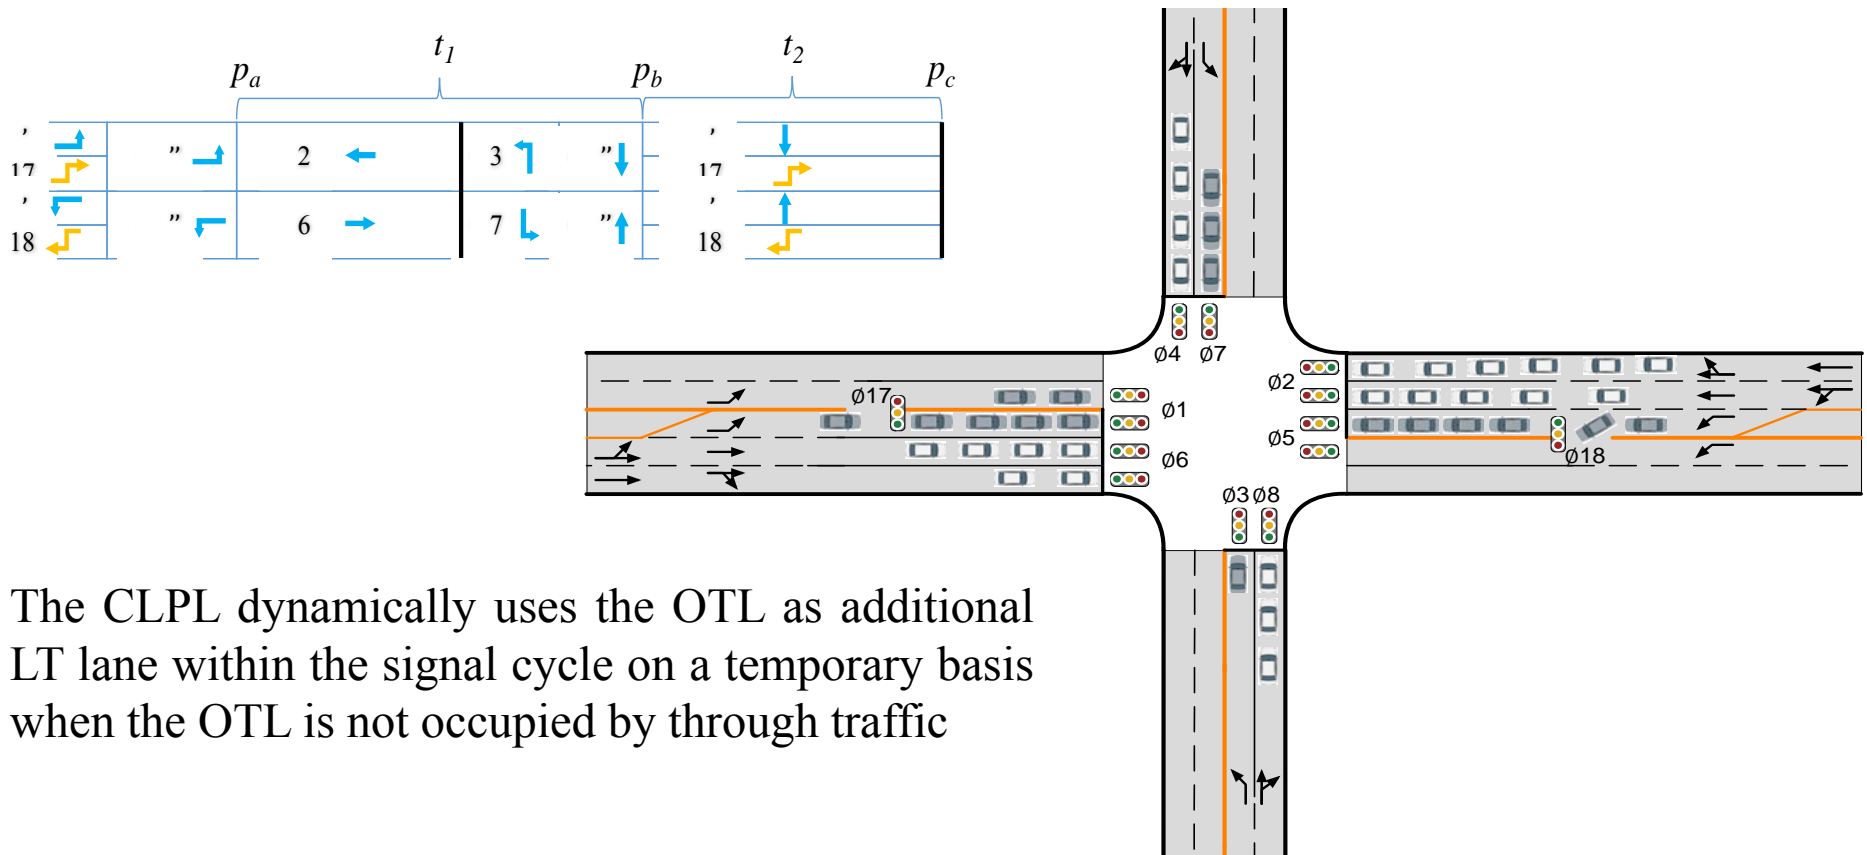 t1 t2
pa pb pc
’ ’
” 2 3 ” 17
17
’ ’
18 ” 6 7 ” 18
ø4 ø7
ø17 ø2
ø1
ø5
ø6 ø18
ø3 ø8
The CLPL dynamically uses the OTL as additional
LT lane within the signal cycle on a temporary basis
when the OTL is not occupied by through traffic